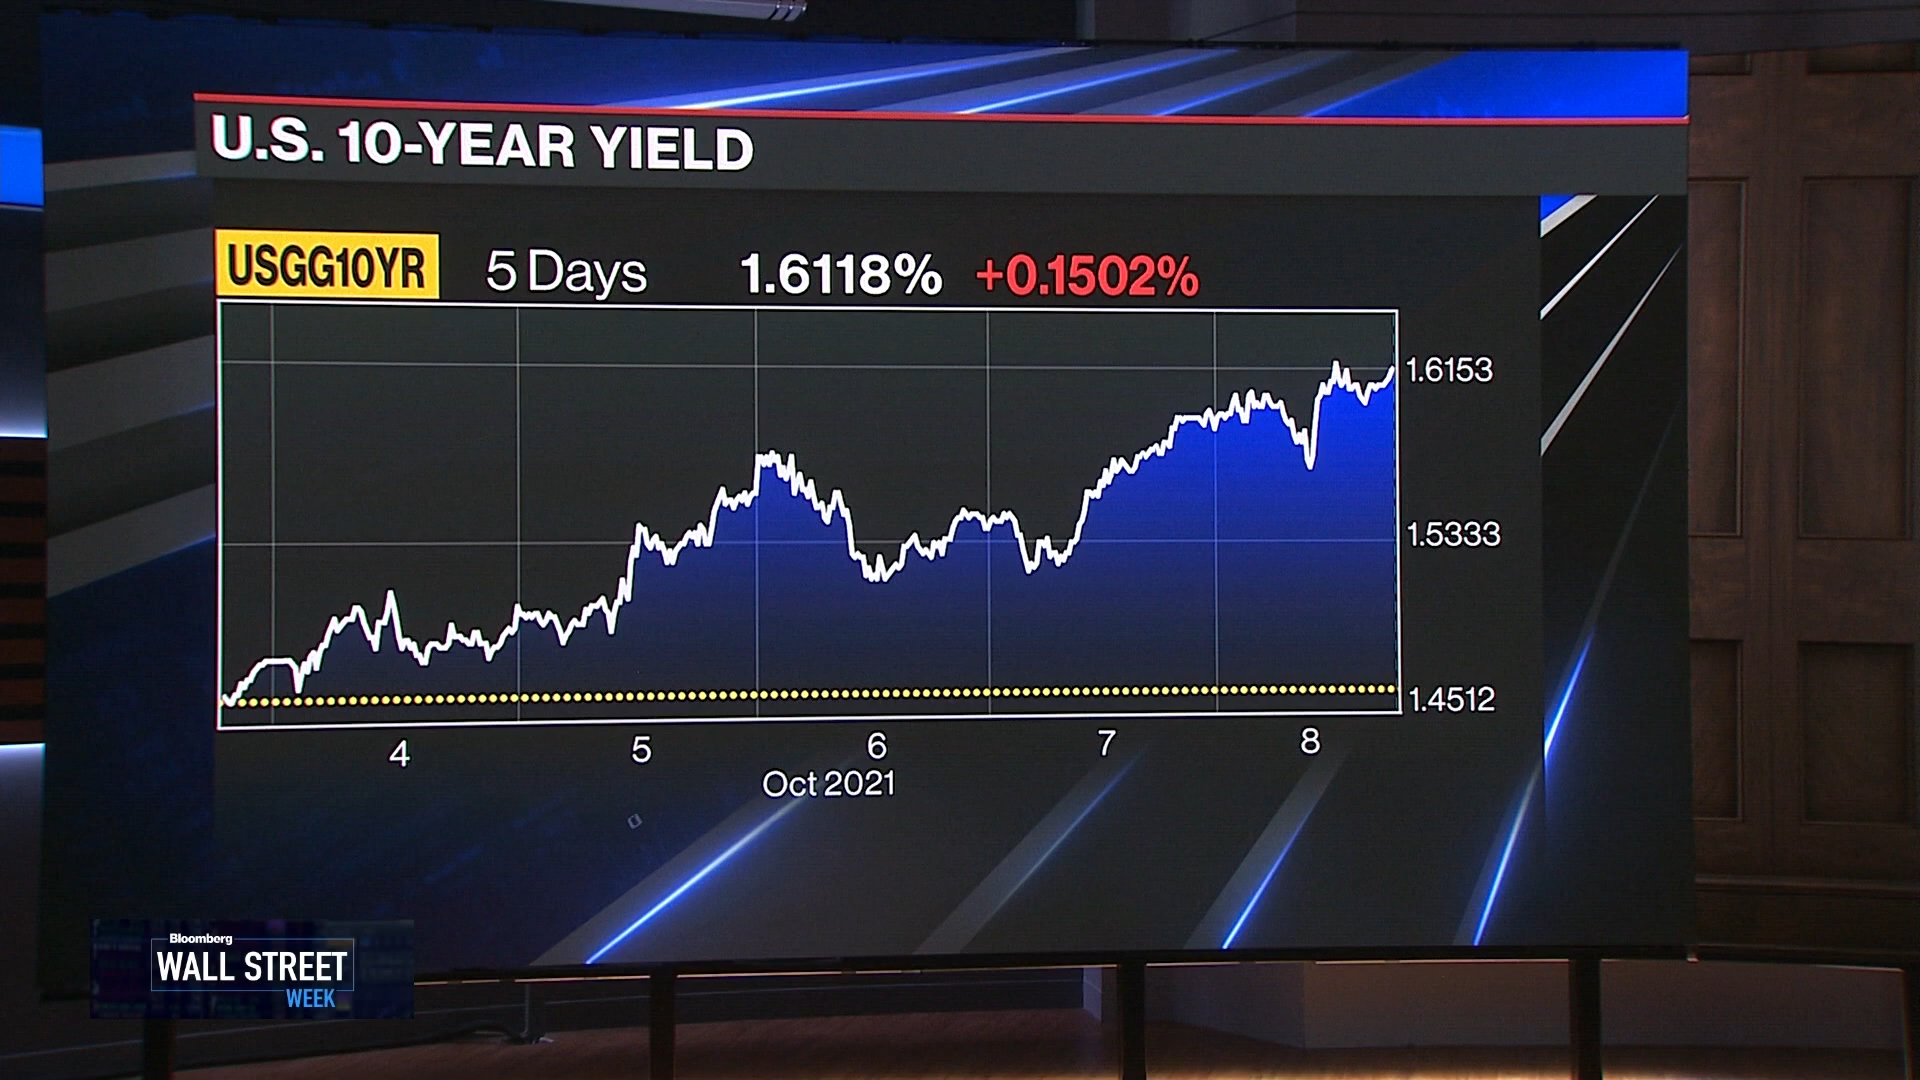 U.S. 10-YEAR YIELD
USGG10YR 5 Days 1.6118% +0.1502%
1.6153
1.5333
1.4512
4 5 6 7 8
Oct 2021
Bloomberg
WALL STREET
WEEK